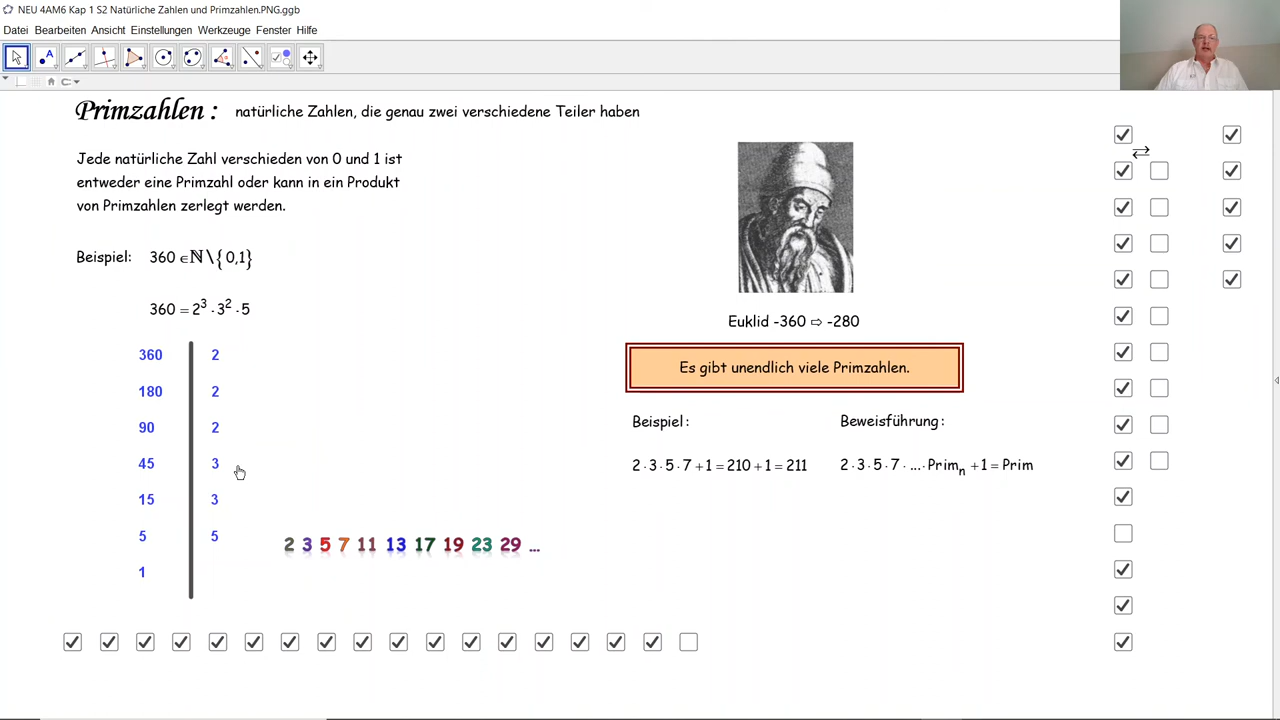 NEU 4AM6 Kap 1 S2 Natürliche Zahlen und Primzahlen.PNG.ggb
Datei Bearbeiten Ansicht Einstellungen Werkzeuge Fenster Hilfe
Primzahlen : natürliche Zahlen, die genau zwei verschiedene Teiler haben
Jede natürliche Zahl verschieden von 0 und 1 ist
entweder eine Primzahl oder kann in ein Produkt
von Primzahlen zerlegt werden.
Beispiel: 360 ∈ ℕ \ { 0,1}
360 = 2³ · 3² · 5
360 2
180 2
90 2
45 3
15 3
5 5
1
2 3 5 7 11 13 17 19 23 29 ...
Euklid -360 ⇨ -280
Es gibt unendlich viele Primzahlen.
Beispiel :
2 · 3 · 5 · 7 + 1 = 210 + 1 = 211
Beweisführung :
2 · 3 · 5 · 7 · ... · Primₙ + 1 = Prim